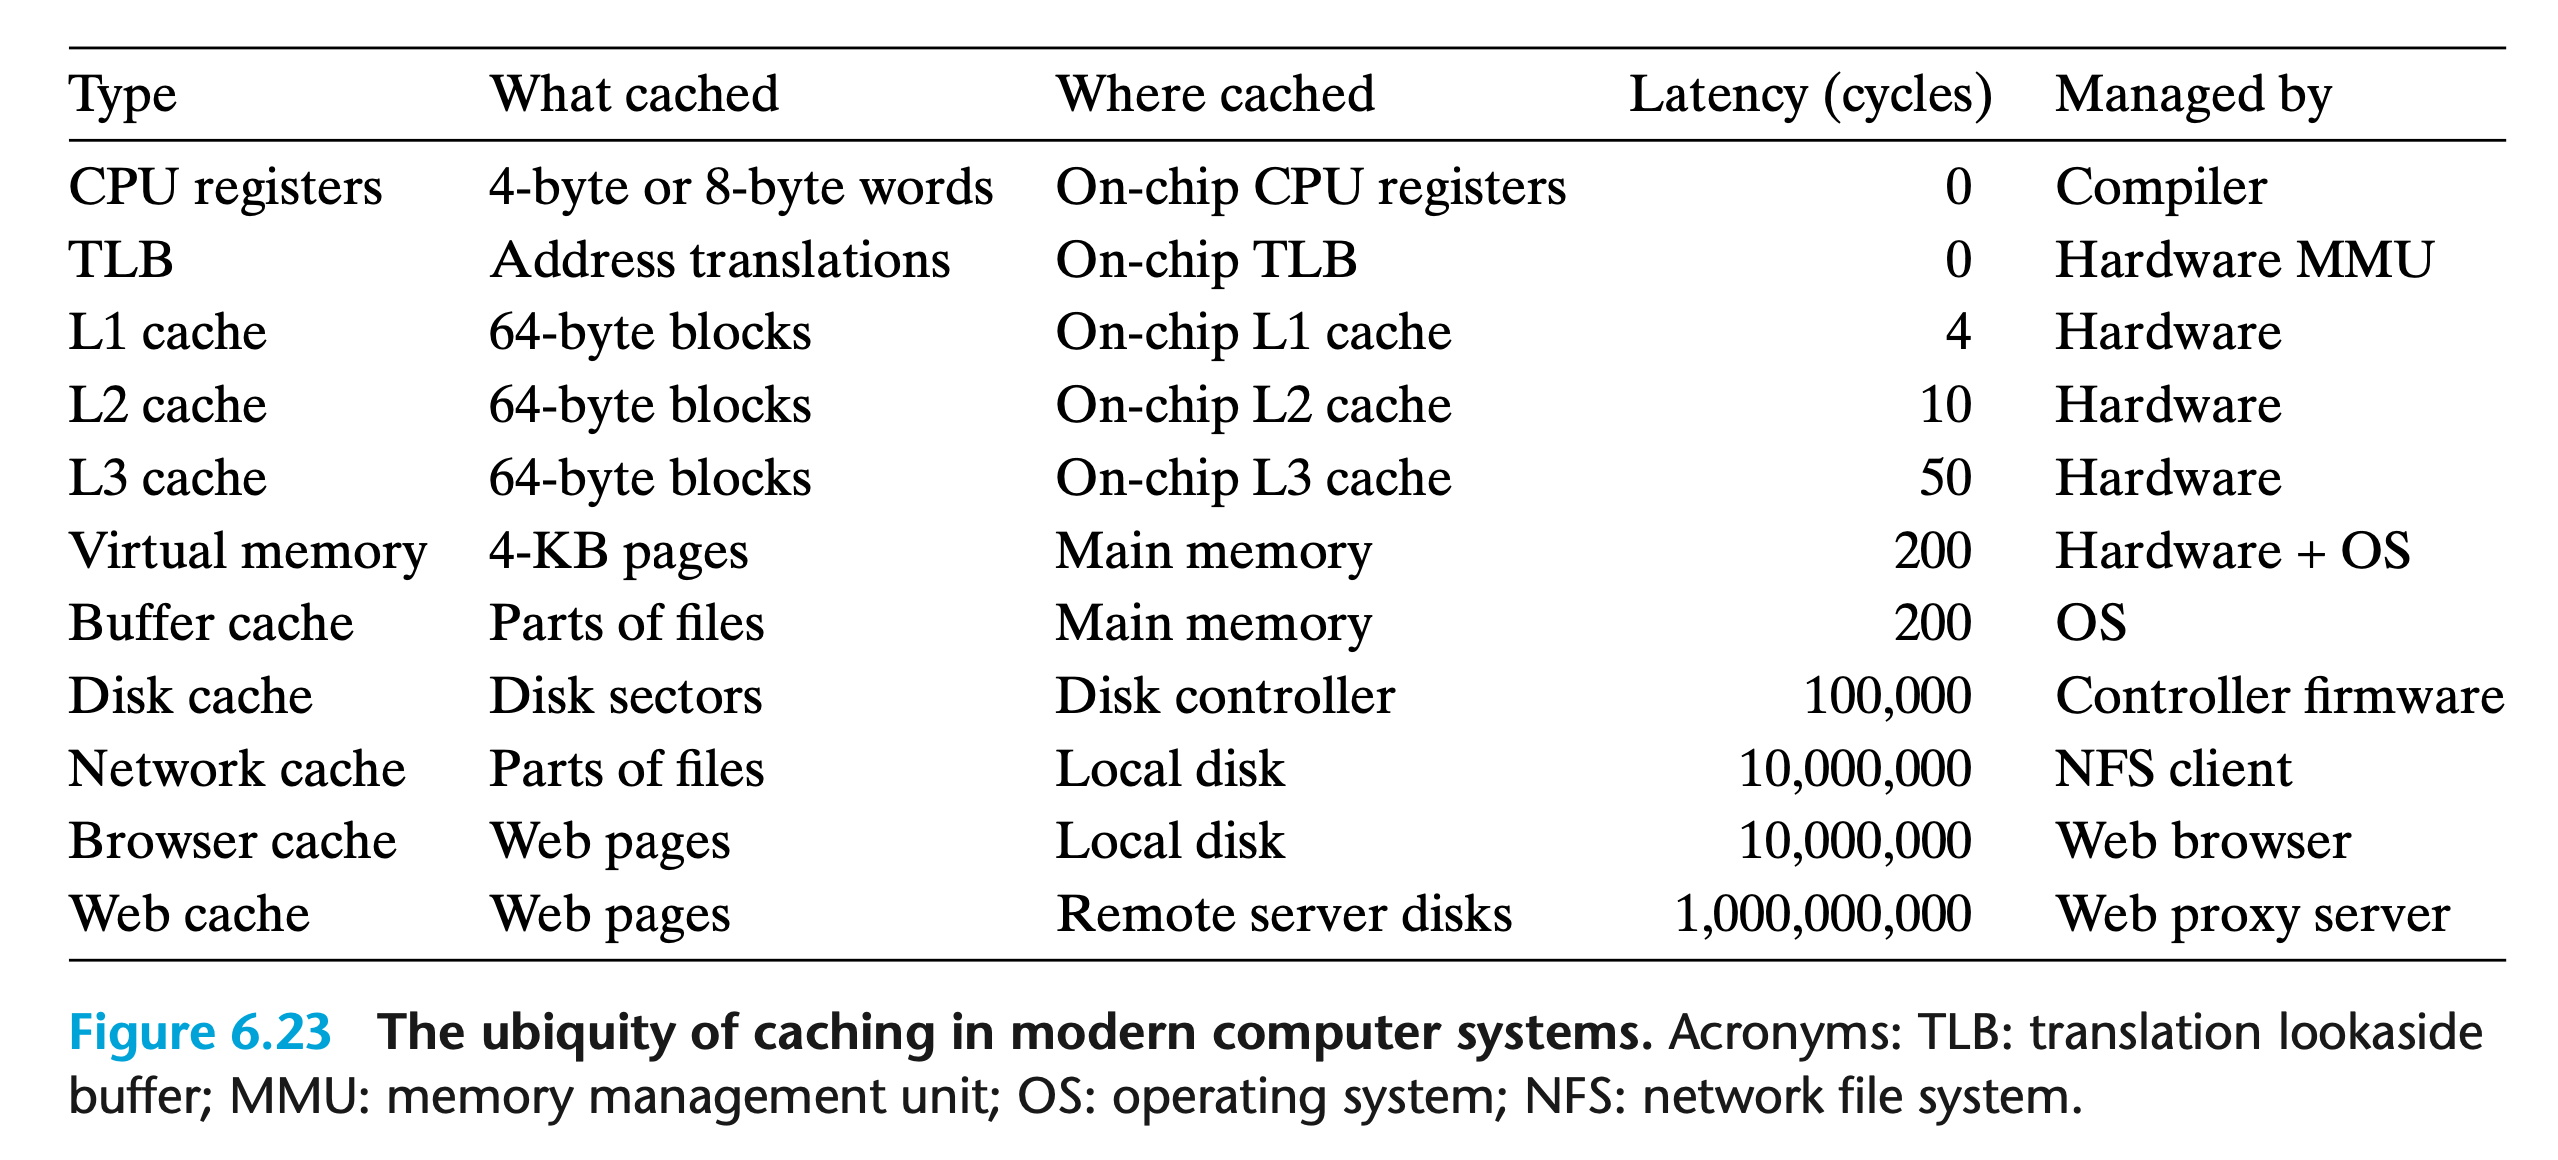 Type What cached Where cached Latency (cycles) Managed by
CPU registers 4-byte or 8-byte words On-chip CPU registers 0 Compiler
TLB Address translations On-chip TLB 0 Hardware MMU
L1 cache 64-byte blocks On-chip L1 cache 4 Hardware
L2 cache 64-byte blocks On-chip L2 cache 10 Hardware
L3 cache 64-byte blocks On-chip L3 cache 50 Hardware
Virtual memory 4-KB pages Main memory 200 Hardware + OS
Buffer cache Parts of files Main memory 200 OS
Disk cache Disk sectors Disk controller 100,000 Controller firmware
Network cache Parts of files Local disk 10,000,000 NFS client
Browser cache Web pages Local disk 10,000,000 Web browser
Web cache Web pages Remote server disks 1,000,000,000 Web proxy server
Figure 6.23 The ubiquity of caching in modern computer systems. Acronyms: TLB: translation lookaside
buffer; MMU: memory management unit; OS: operating system; NFS: network file system.